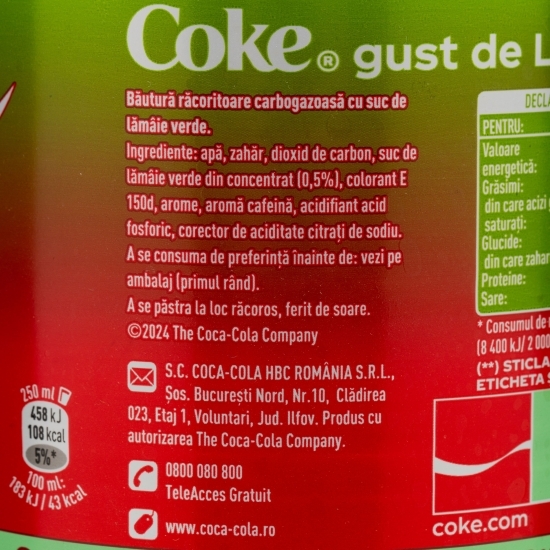 Coke® gust de L
Băutură răcoritoare carbogazoasă cu suc de
lămâie verde.
Ingrediente: apă, zahăr, dioxid de carbon, suc de
lămâie verde din concentrat (0,5%), colorant E
150d, arome, aromă cafeină, acidifiant acid
fosforic, corector de aciditate citrați de sodiu.
A se consuma de preferință înainte de: vezi pe
ambalaj (primul rând).
A se păstra la loc răcoros, ferit de soare.
©2024 The Coca-Cola Company
S.C. COCA-COLA HBC ROMÂNIA S.R.L.,
Șos. București Nord, Nr.10, Clădirea
023, Etaj 1, Voluntari, Jud. Ilfov. Produs cu
autorizarea The Coca-Cola Company.
0800 080 800
TeleAcces Gratuit
www.coca-cola.ro
250 ml
458 kJ
108 kcal
5%*
100 ml:
183 kJ / 43 kcal
DECLA
PENTRU:
Valoare
energetică:
Grăsimi:
din care acizi g
saturați:
Glucide:
din care zahar
Proteine:
Sare:
* Consumul de r
(8 400 kJ/ 2 000
(**) STICLA
ETICHETA S
coke.com